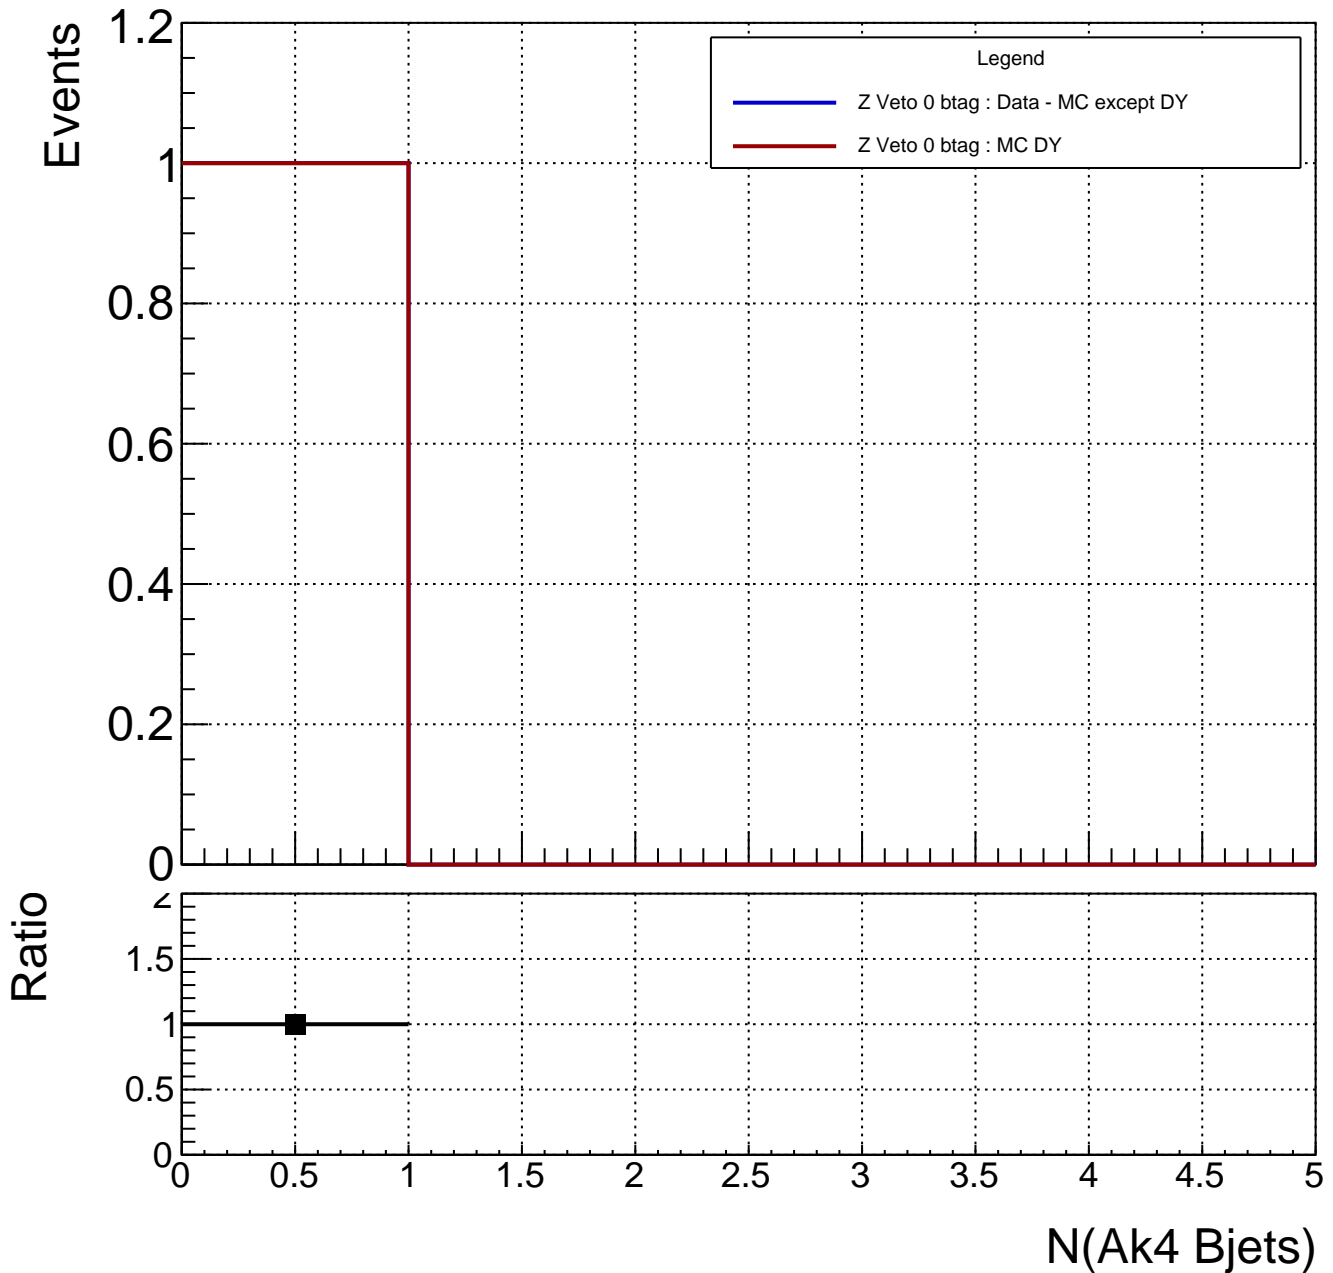 Events
1.2
1
0.8
0.6
0.4
0.2
0
Legend
Z Veto 0 btag : Data - MC except DY
Z Veto 0 btag : MC DY
Ratio
2
1.5
1
0.5
0
0 0.5 1 1.5 2 2.5 3 3.5 4 4.5 5
N(Ak4 Bjets)